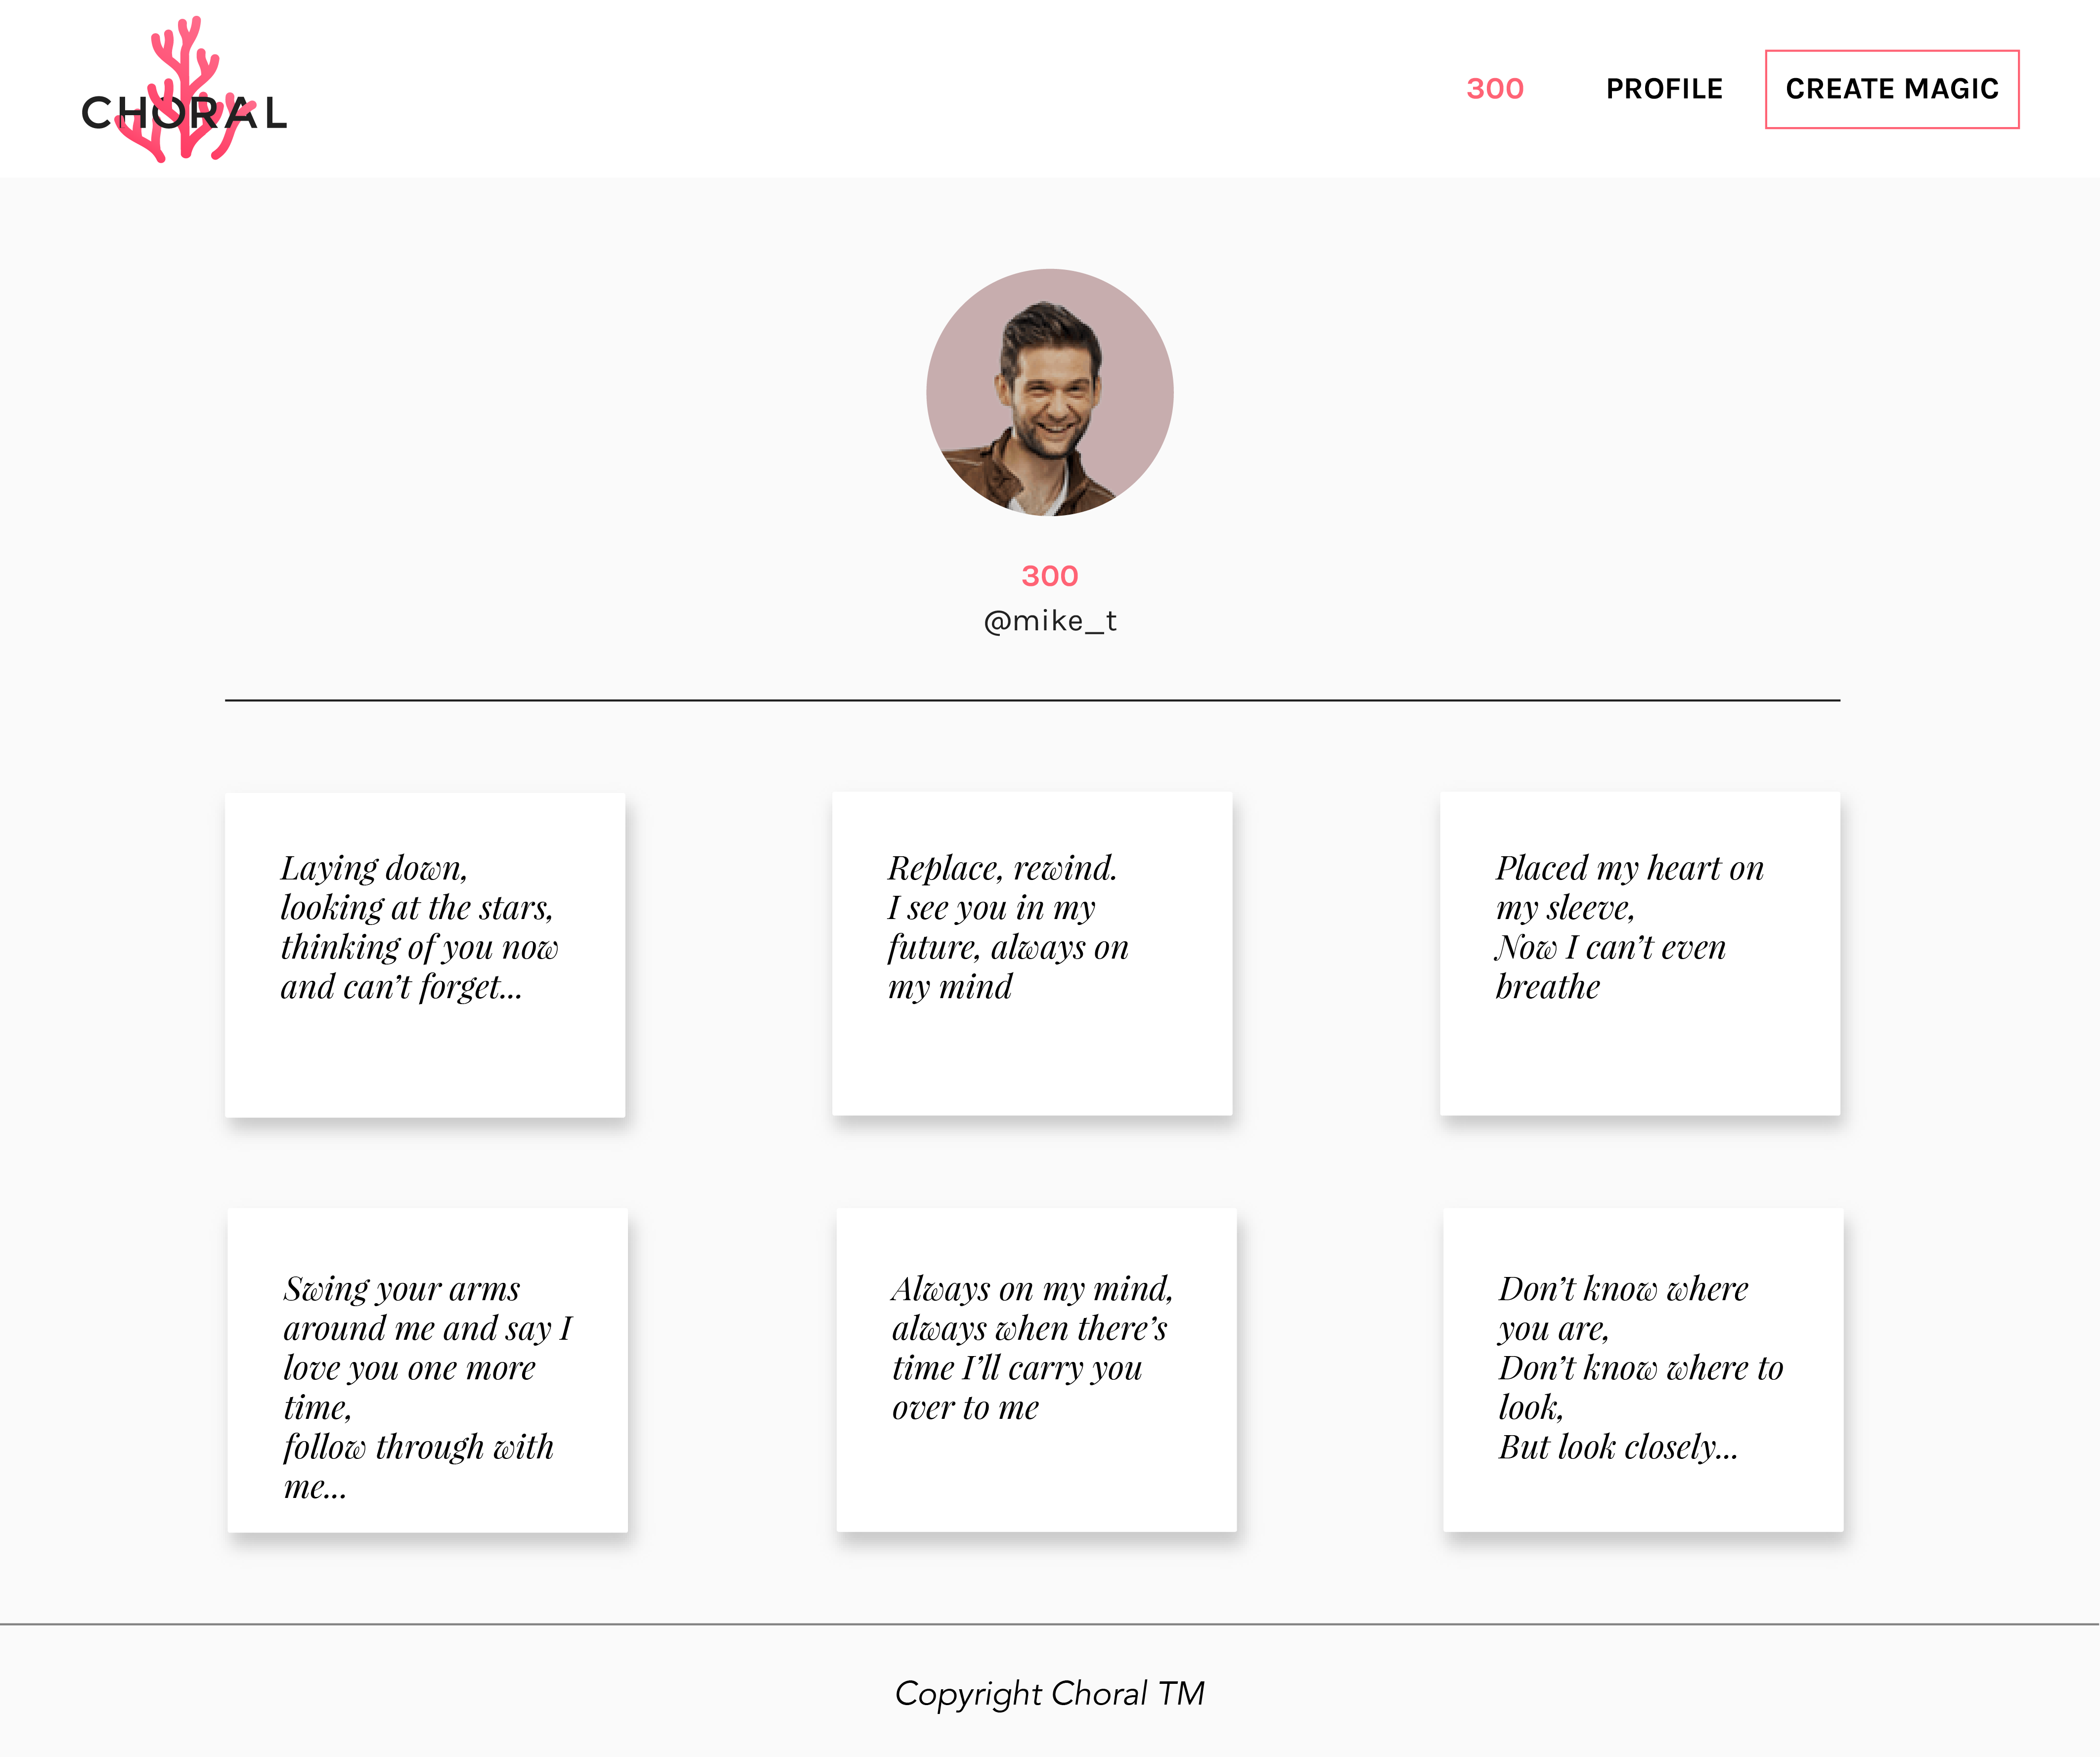 CHORAL
300 PROFILE CREATE MAGIC
300
@mike_t
Laying down,
looking at the stars,
thinking of you now
and can’t forget...
Replace, rewind.
I see you in my
future, always on
my mind
Placed my heart on
my sleeve,
Now I can’t even
breathe
Swing your arms
around me and say I
love you one more
time,
follow through with
me...
Always on my mind,
always when there’s
time I’ll carry you
over to me
Don’t know where
you are,
Don’t know where to
look,
But look closely...
Copyright Choral TM